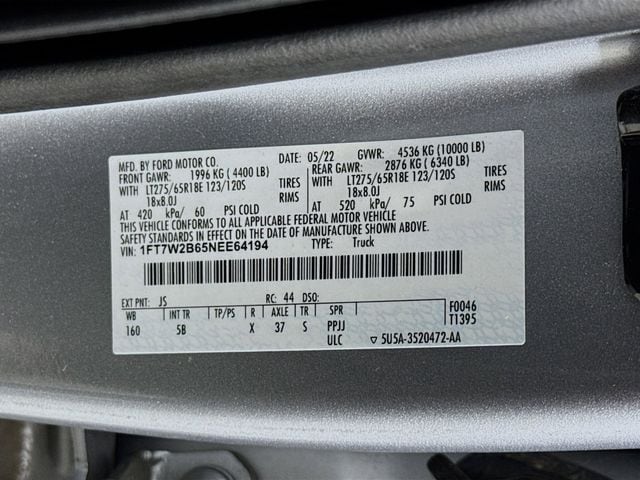 MFD. BY FORD MOTOR CO. DATE: 05/22 GVWR: 4536 KG (10000 LB)
FRONT GAWR: 1996 KG (4400 LB) REAR GAWR: 2876 KG (6340 LB)
WITH LT275/65R18E 123/120S TIRES WITH LT275/65R18E 123/120S TIRES
18x8.0J RIMS 18x8.0J RIMS
AT 420 kPa/ 60 PSI COLD AT 520 kPa/ 75 PSI COLD
THIS VEHICLE CONFORMS TO ALL APPLICABLE FEDERAL MOTOR VEHICLE
SAFETY STANDARDS IN EFFECT ON THE DATE OF MANUFACTURE SHOWN ABOVE.
VIN: 1FT7W2B65NEE64194 TYPE: Truck
EXT PNT: JS RC: 44 DSO: F0046
WB INT TR TP/PS R AXLE TR SPR T1395
160 5B X 37 S PPJJ
ULC ▽ 5U5A-3520472-AA